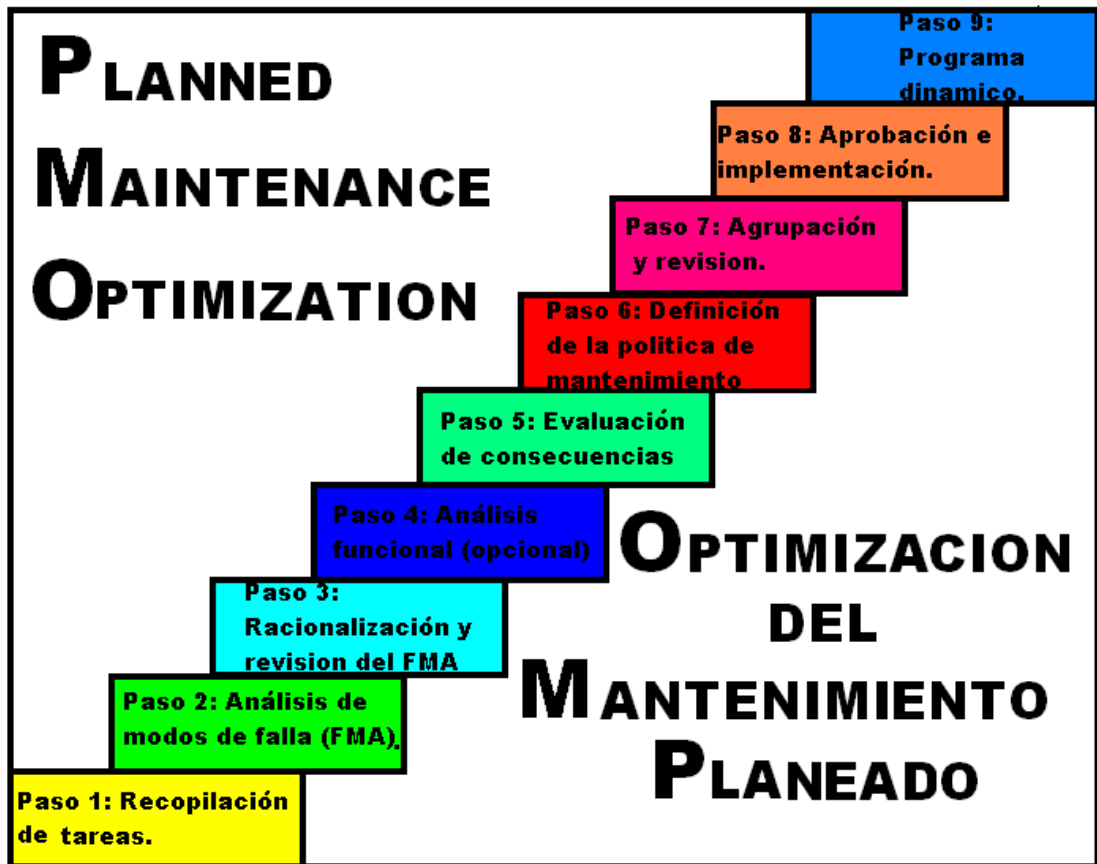 PLANNED
MAINTENANCE
OPTIMIZATION
Paso 9:
Programa
dinamico.
Paso 8: Aprobación e
implementación.
Paso 7: Agrupación
y revision.
Paso 6: Definición
de la politica de
mantenimiento
Paso 5: Evaluación
de consecuencias
Paso 4: Análisis
funcional (opcional)
Paso 3:
Racionalización y
revision del FMA
Paso 2: Análisis de
modos de falla (FMA).
Paso 1: Recopilación
de tareas.
OPTIMIZACION
DEL
MANTENIMIENTO
PLANEADO